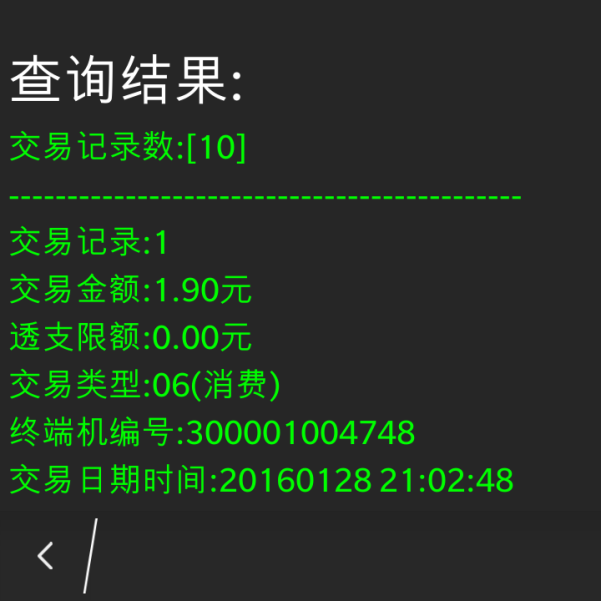 查询结果:
交易记录数:[10]
--------------------------------------------
交易记录:1
交易金额:1.90元
透支限额:0.00元
交易类型:06(消费)
终端机编号:300001004748
交易日期时间:20160128 21:02:48